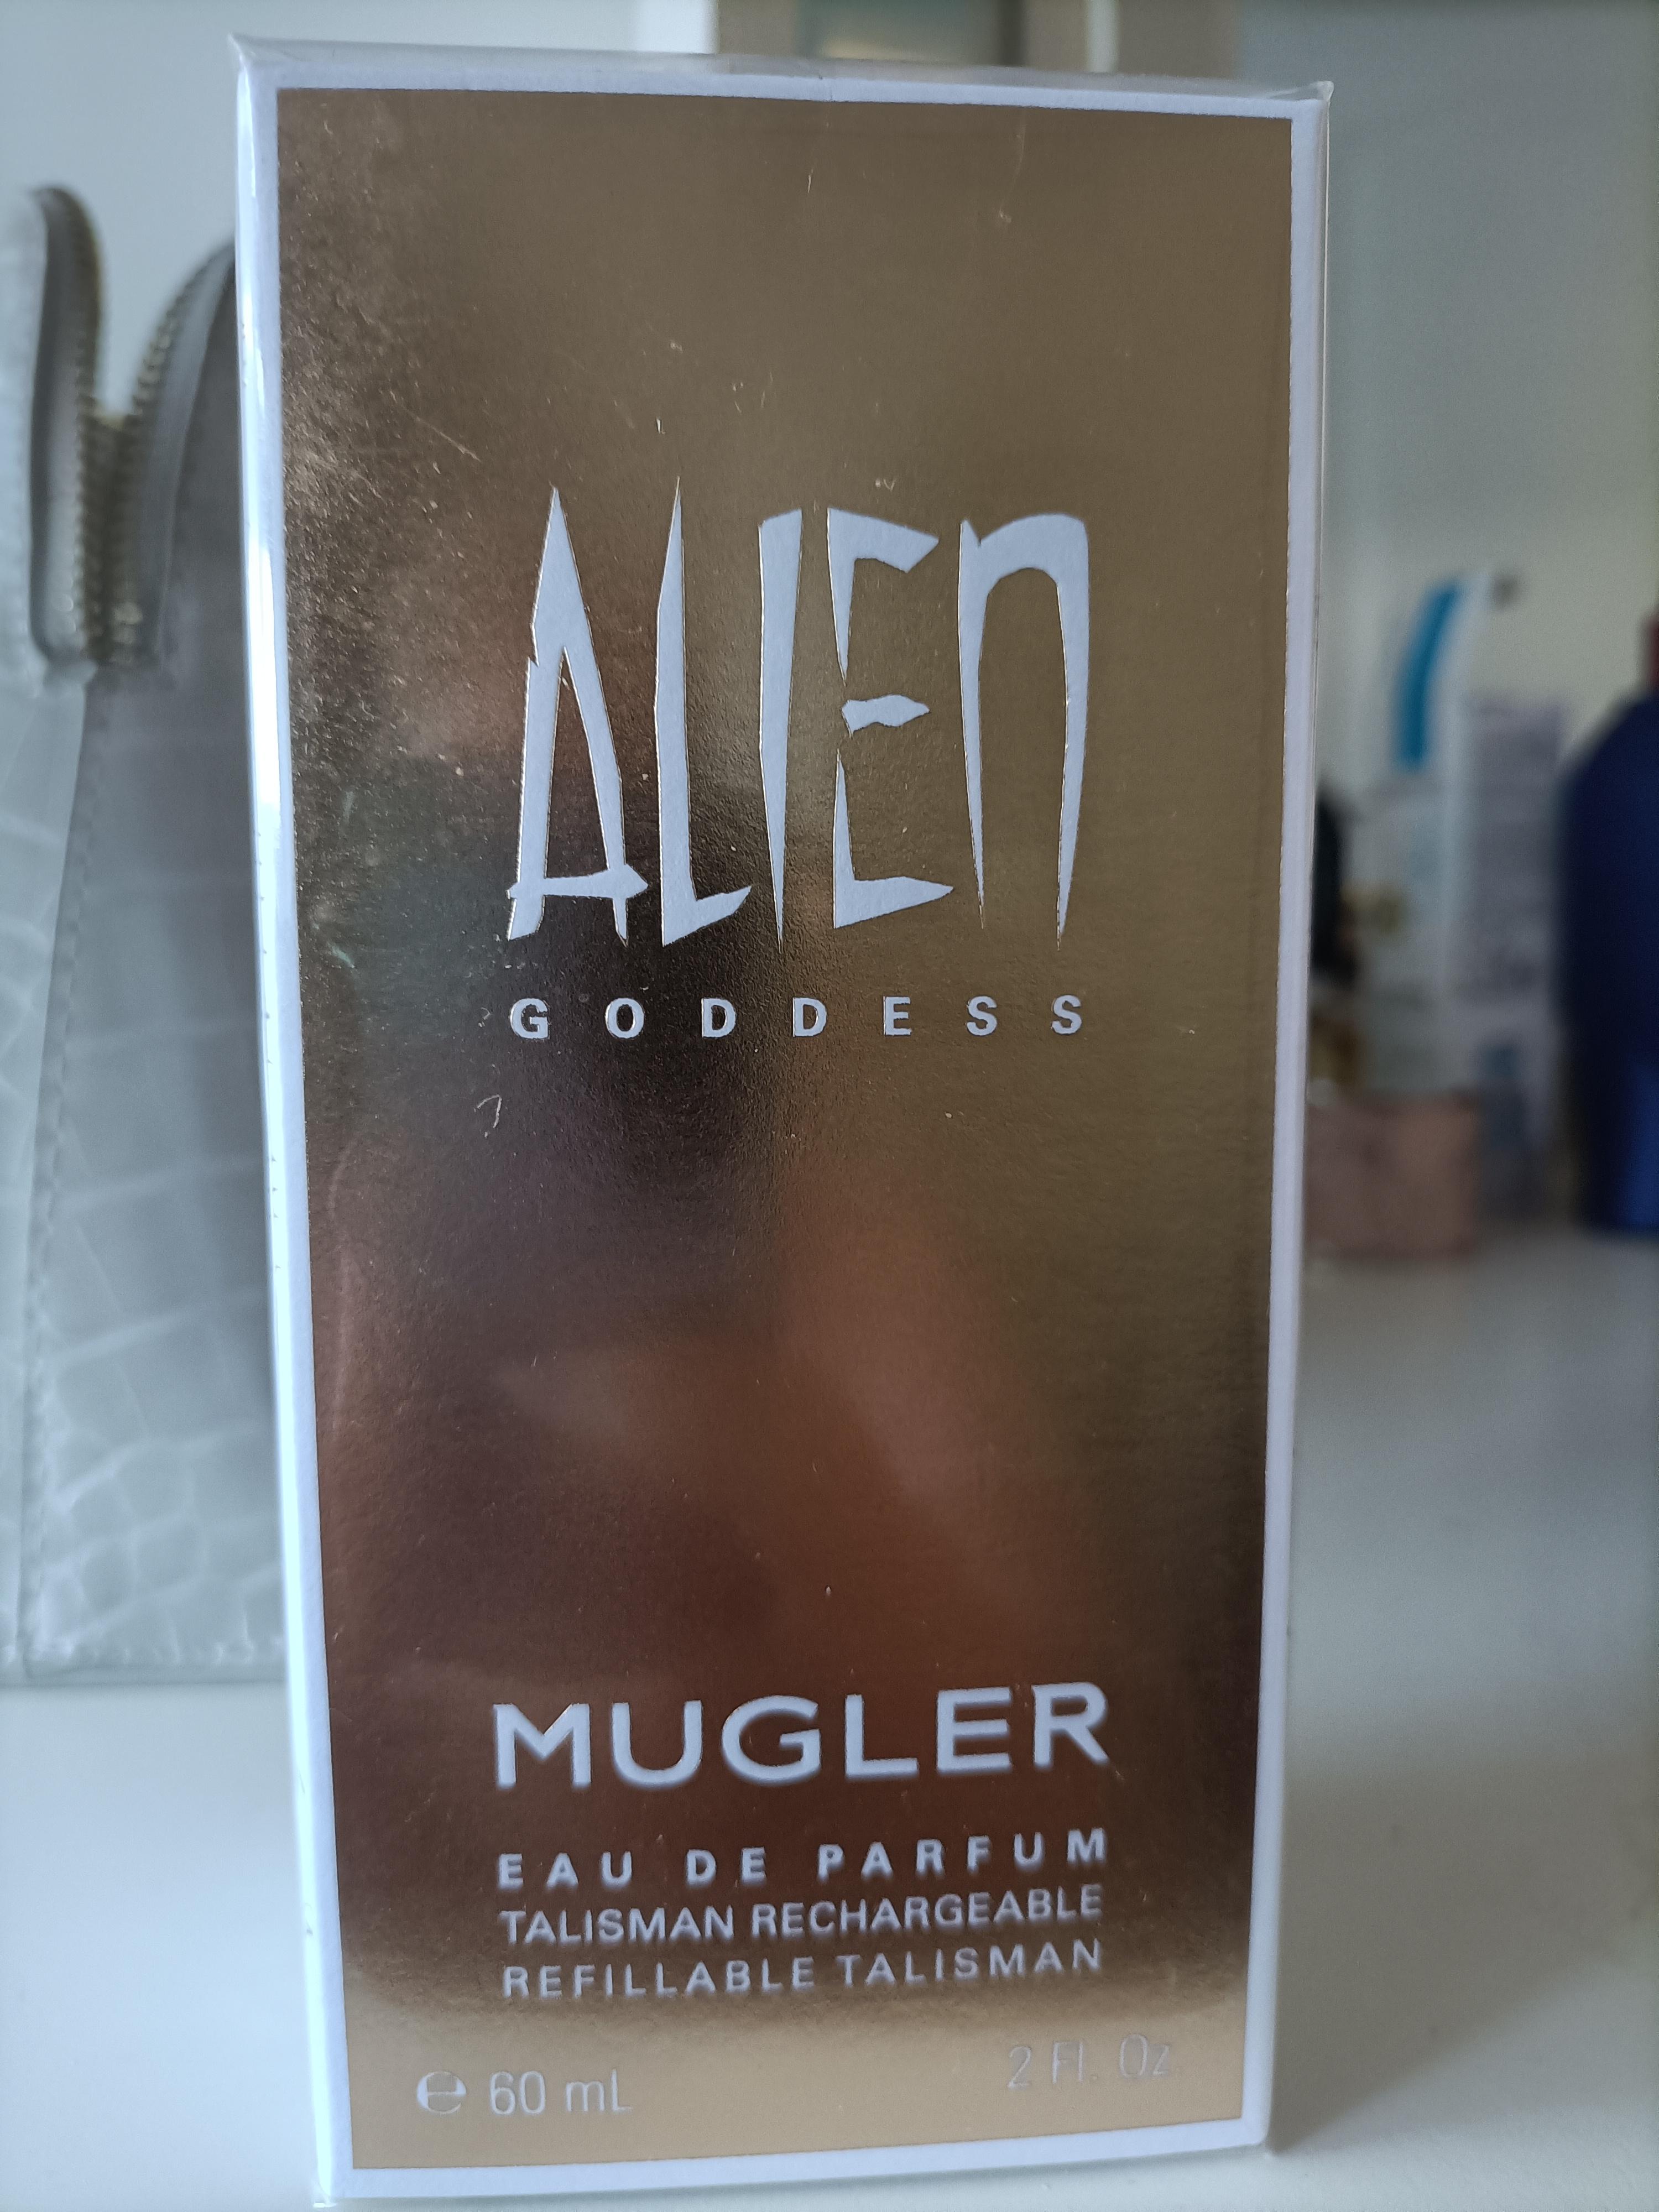 ALIEN
GODDESS
MUGLER
EAU DE PARFUM
TALISMAN RECHARGEABLE
REFILLABLE TALISMAN
℮ 60 mL 2 Fl. Oz